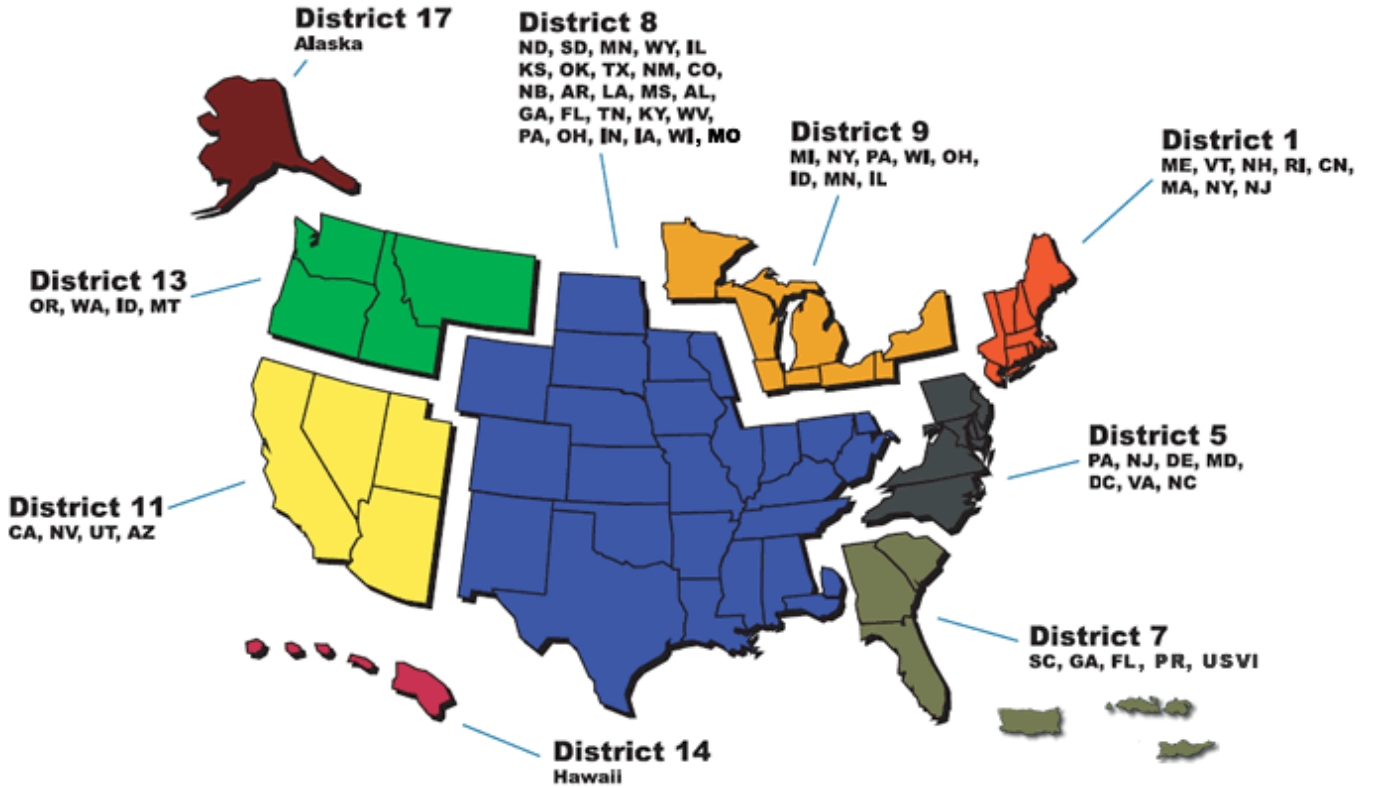 District 17
Alaska
District 8
ND, SD, MN, WY, IL
KS, OK, TX, NM, CO,
NB, AR, LA, MS, AL,
GA, FL, TN, KY, WV,
PA, OH, IN, IA, WI, MO
District 9
MI, NY, PA, WI, OH,
ID, MN, IL
District 1
ME, VT, NH, RI, CN,
MA, NY, NJ
District 13
OR, WA, ID, MT
District 5
PA, NJ, DE, MD,
DC, VA, NC
District 11
CA, NV, UT, AZ
District 7
SC, GA, FL, PR, USVI
District 14
Hawaii